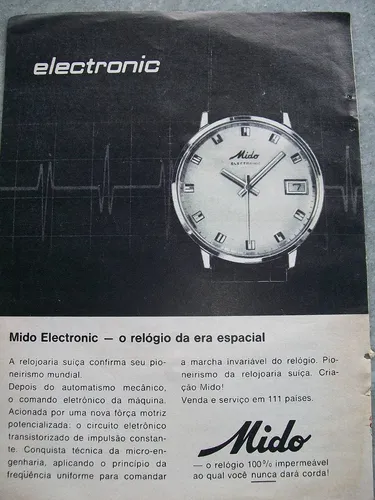 electronic
Mido
ELECTRONIC
7
Mido Electronic — o relógio da era espacial
A relojoaria suíça confirma seu pio-
neirismo mundial.
Depois do automatismo mecânico,
o comando eletrônico da máquina.
Acionada por uma nova fôrça motriz
potencializada: o circuito eletrônico
transistorizado de impulsão constan-
te. Conquista técnica da micro-en-
genharia, aplicando o princípio da
freqüência uniforme para comandar
a marcha invariável do relógio. Pio-
neirismo da relojoaria suíça. Cria-
ção Mido!
Venda e serviço em 111 países.
Mido
— o relógio 100% impermeável
ao qual você nunca dará corda!